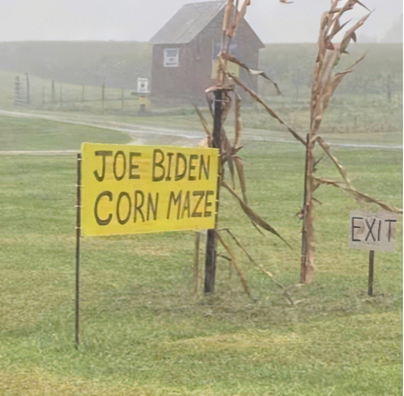 JOE BIDEN
CORN MAZE
EXIT